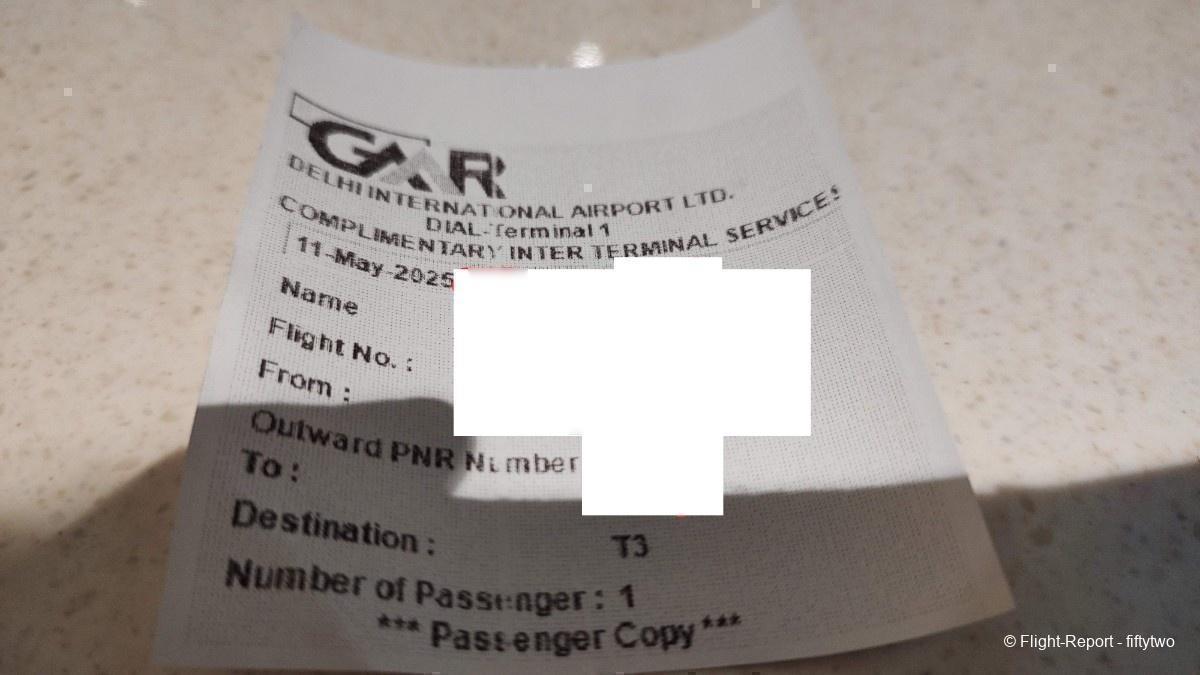 GMR
DELHI INTERNATIONAL AIRPORT LTD.
DIAL-Terminal 1
COMPLIMENTARY INTER TERMINAL SERVICES
11-May-2025
Name
Flight No. :
From :
Outward PNR Number
To :
Destination : T3
Number of Passenger : 1
*** Passenger Copy ***
© Flight-Report - fiftytwo